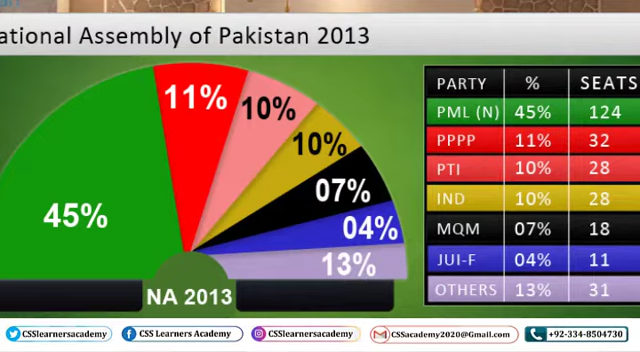 ational Assembly of Pakistan 2013
45%
11%
10%
10%
07%
04%
13%
NA 2013
PARTY % SEATS
PML (N) 45% 124
PPPP 11% 32
PTI 10% 28
IND 10% 28
MQM 07% 18
JUI-F 04% 11
OTHERS 13% 31
CSSlearnersacademy CSS Learners Academy CSSlearnersacademy CSSacademy2020@Gmail.com +92-334-8504730